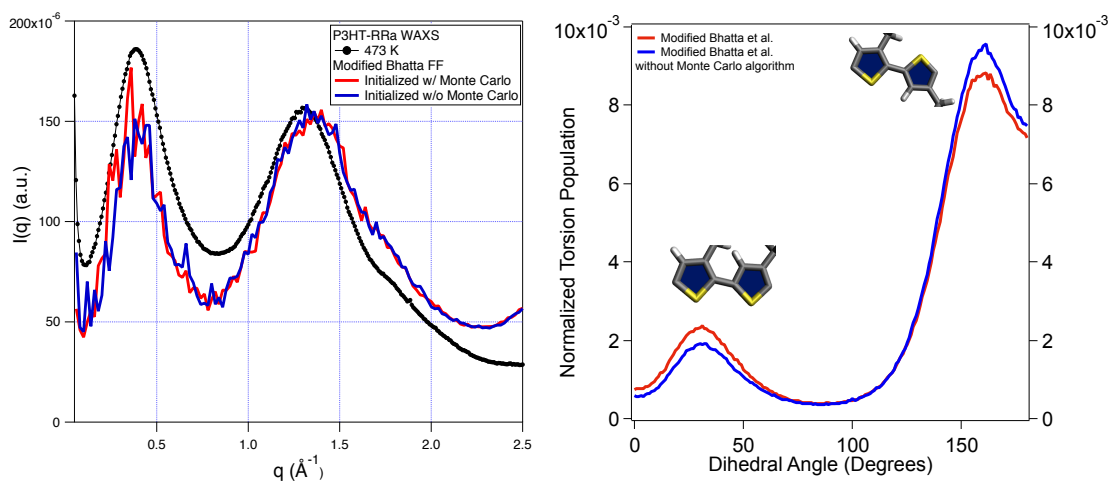 200x10-6
150
100
50
0
I(q) (a.u.)
0.5
1.0
1.5
2.0
2.5
q (Å-1)
P3HT-RRa WAXS
473 K
Modified Bhatta FF
Initialized w/ Monte Carlo
Initialized w/o Monte Carlo
10x10-3
8
6
4
2
0
Normalized Torsion Population
Modified Bhatta et al.
Modified Bhatta et al.
without Monte Carlo algorithm
10x10-3
8
6
4
2
0
0
50
100
150
Dihedral Angle (Degrees)